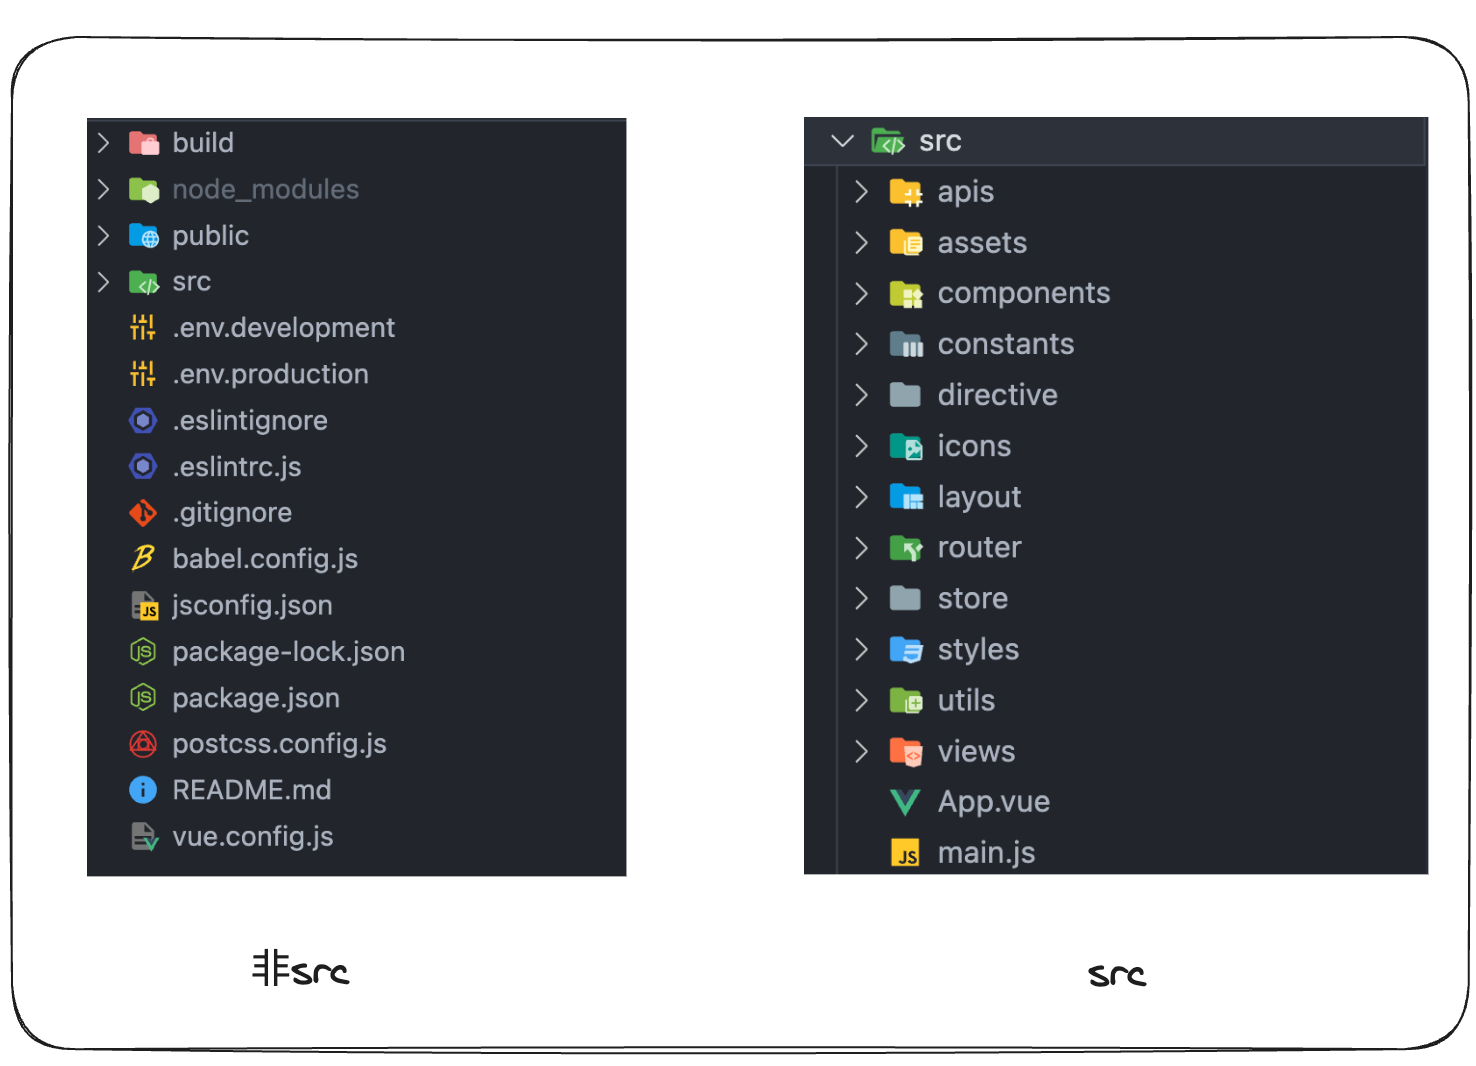 build
node_modules
public
src
.env.development
.env.production
.eslintignore
.eslintrc.js
.gitignore
babel.config.js
jsconfig.json
package-lock.json
package.json
postcss.config.js
README.md
vue.config.js
非src
src
apis
assets
components
constants
directive
icons
layout
router
store
styles
utils
views
App.vue
main.js
src